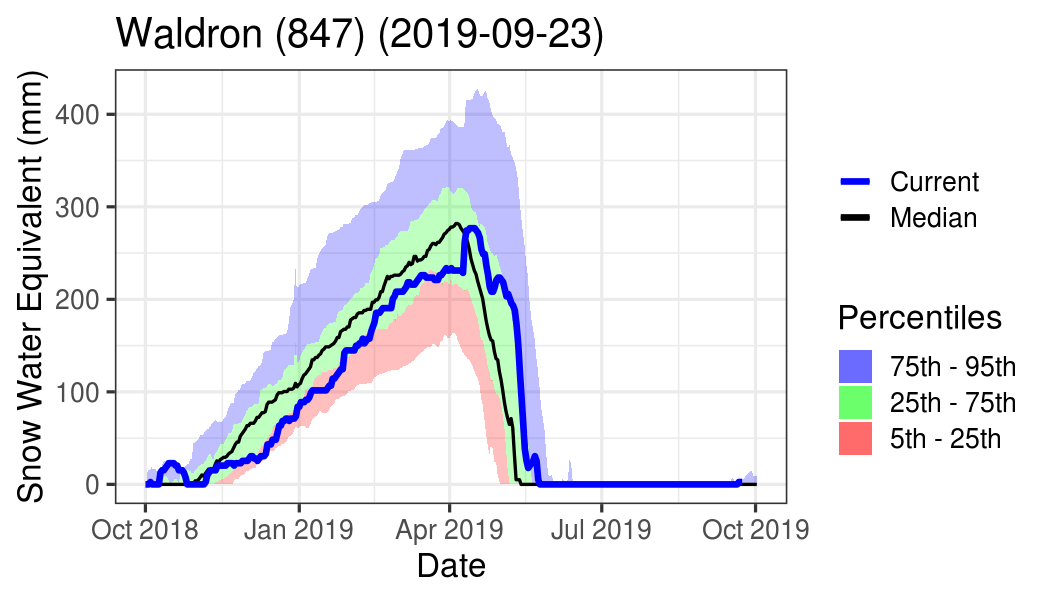 Waldron (847) (2019-09-23)
Snow Water Equivalent (mm)
400
300
200
100
0
Oct 2018
Jan 2019
Apr 2019
Jul 2019
Oct 2019
Date
Current
Median
Percentiles
75th - 95th
25th - 75th
5th - 25th